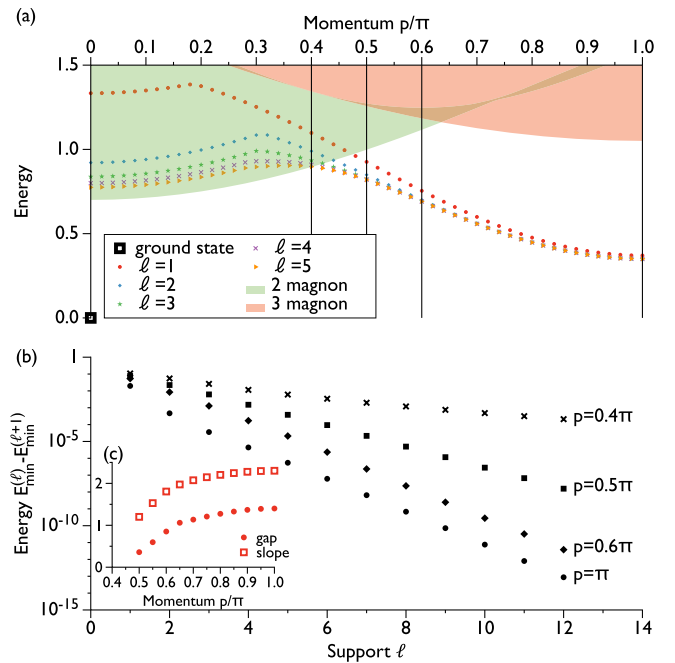 (a)
Momentum p/π
0 0.1 0.2 0.3 0.4 0.5 0.6 0.7 0.8 0.9 1.0
1.5
1.0
0.5
0.0
Energy
ground state
ℓ =1
ℓ =2
ℓ =3
ℓ =4
ℓ =5
2 magnon
3 magnon
(b)
1
10-5
10-10
10-15
Energy E(ℓ)min-E(ℓ+1)min
p=0.4π
p=0.5π
p=0.6π
p=π
(c)
2
1
0
gap
slope
0.4 0.5 0.6 0.7 0.8 0.9 1.0
Momentum p/π
0 2 4 6 8 10 12 14
Support ℓ